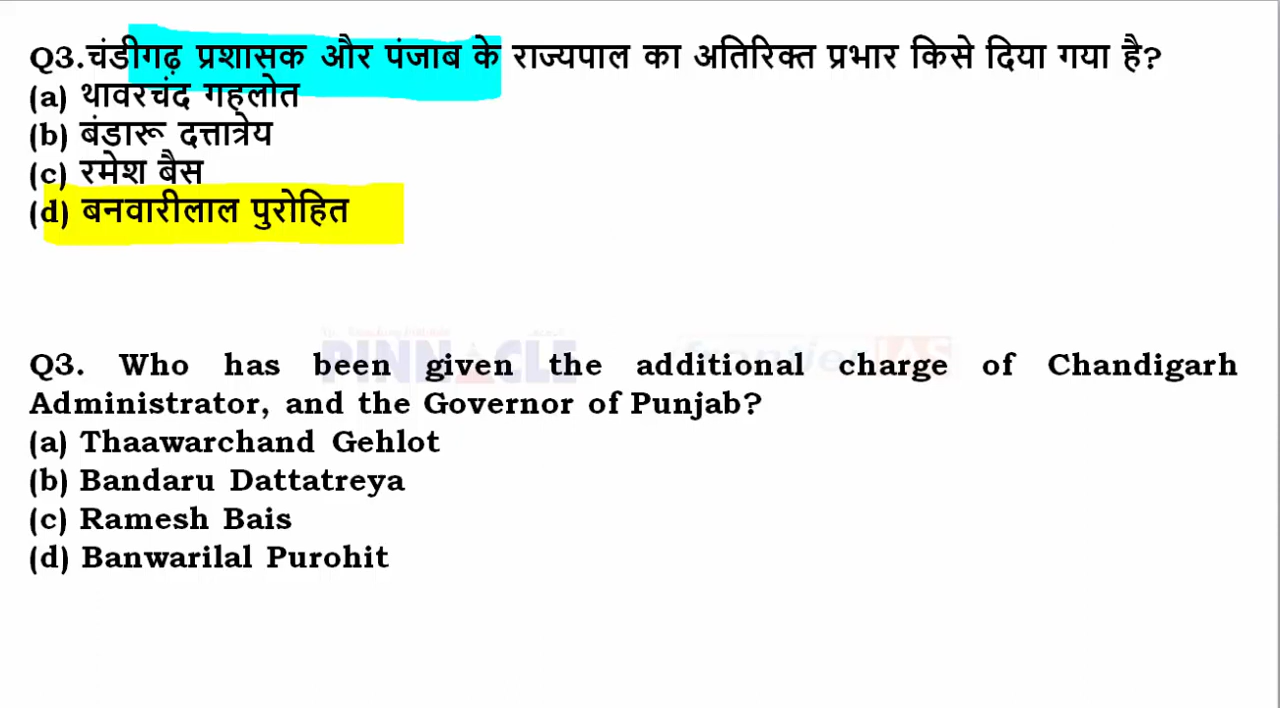 Q3.चंडीगढ़ प्रशासक और पंजाब के राज्यपाल का अतिरिक्त प्रभार किसे दिया गया है?
(a) थावरचंद गहलोत
(b) बंडारू दत्तात्रेय
(c) रमेश बैस
(d) बनवारीलाल पुरोहित
PINNACLE
Q3. Who has been given the additional charge of Chandigarh
Administrator, and the Governor of Punjab?
(a) Thaawarchand Gehlot
(b) Bandaru Dattatreya
(c) Ramesh Bais
(d) Banwarilal Purohit